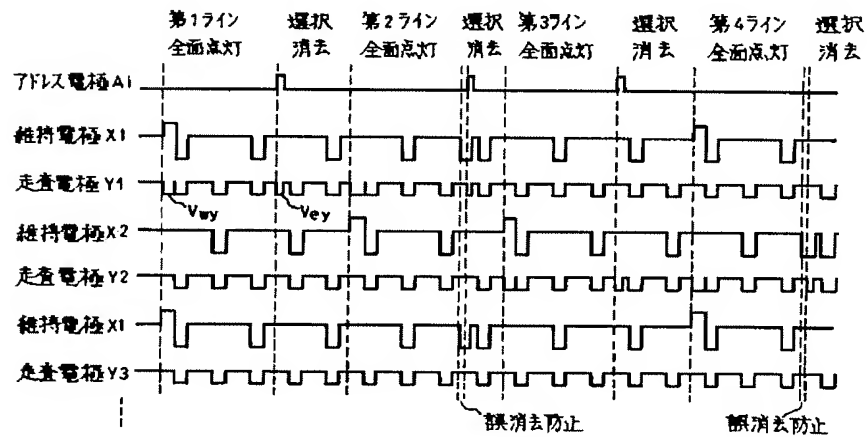 第1ライン 選択 第2ライン 選択 第3ライン 選択 第4ライン 選択
全面点灯 消去 全面点灯 消去 全面点灯 消去 全面点灯 消去
アドレス電極Ai
維持電極X1
走査電極Y1
Vwy Vey
維持電極X2
走査電極Y2
維持電極X1
走査電極Y3
誤消去防止 誤消去防止